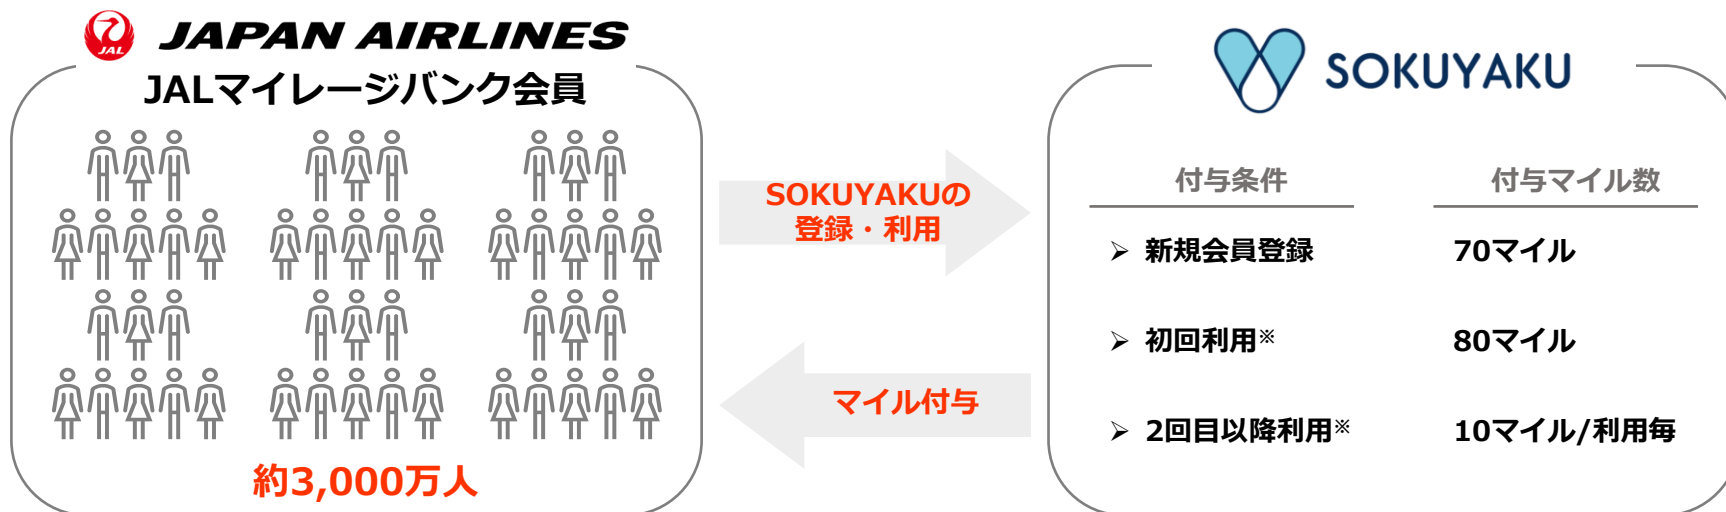 JAL
JAPAN AIRLINES
JALマイレージバンク会員
約3,000万人
SOKUYAKUの
登録・利用
マイル付与
SOKUYAKU
付与条件 付与マイル数
➢ 新規会員登録 70マイル
➢ 初回利用※ 80マイル
➢ 2回目以降利用※ 10マイル/利用毎